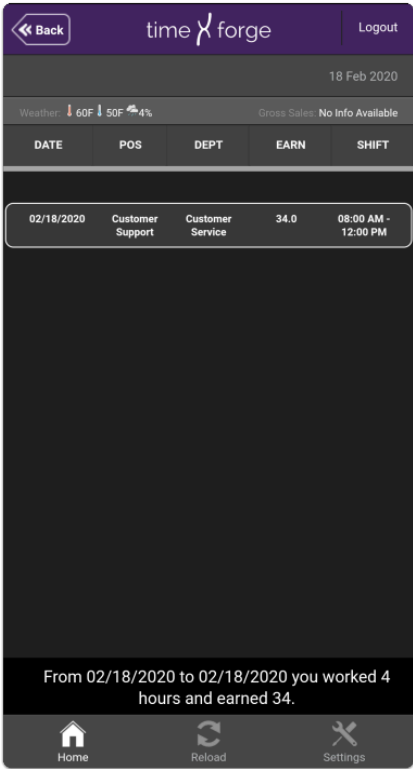 Back
time forge
Logout
18 Feb 2020
Weather: 60F 50F 4%
Gross Sales: No Info Available
DATE POS DEPT EARN SHIFT
02/18/2020 Customer Customer 34.0 08:00 AM -
Support Service 12:00 PM
From 02/18/2020 to 02/18/2020 you worked 4
hours and earned 34.
Home Reload Settings